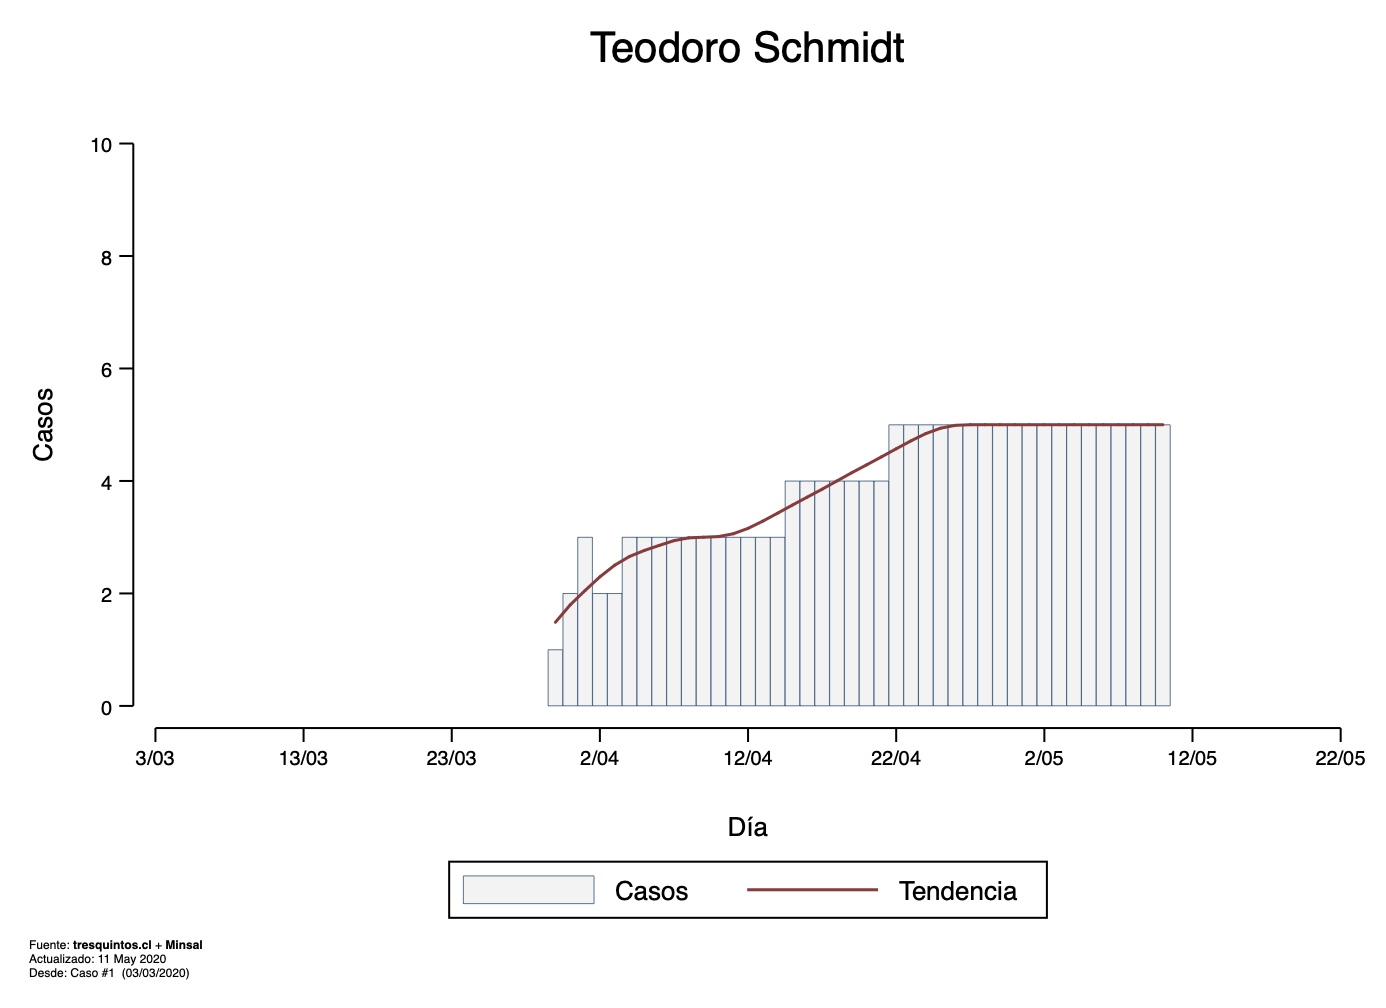 Teodoro Schmidt
10
8
6
4
2
0
Casos
3/03 13/03 23/03 2/04 12/04 22/04 2/05 12/05 22/05
Día
Casos Tendencia
Fuente: tresquintos.cl + Minsal
Actualizado: 11 May 2020
Desde: Caso #1 (03/03/2020)